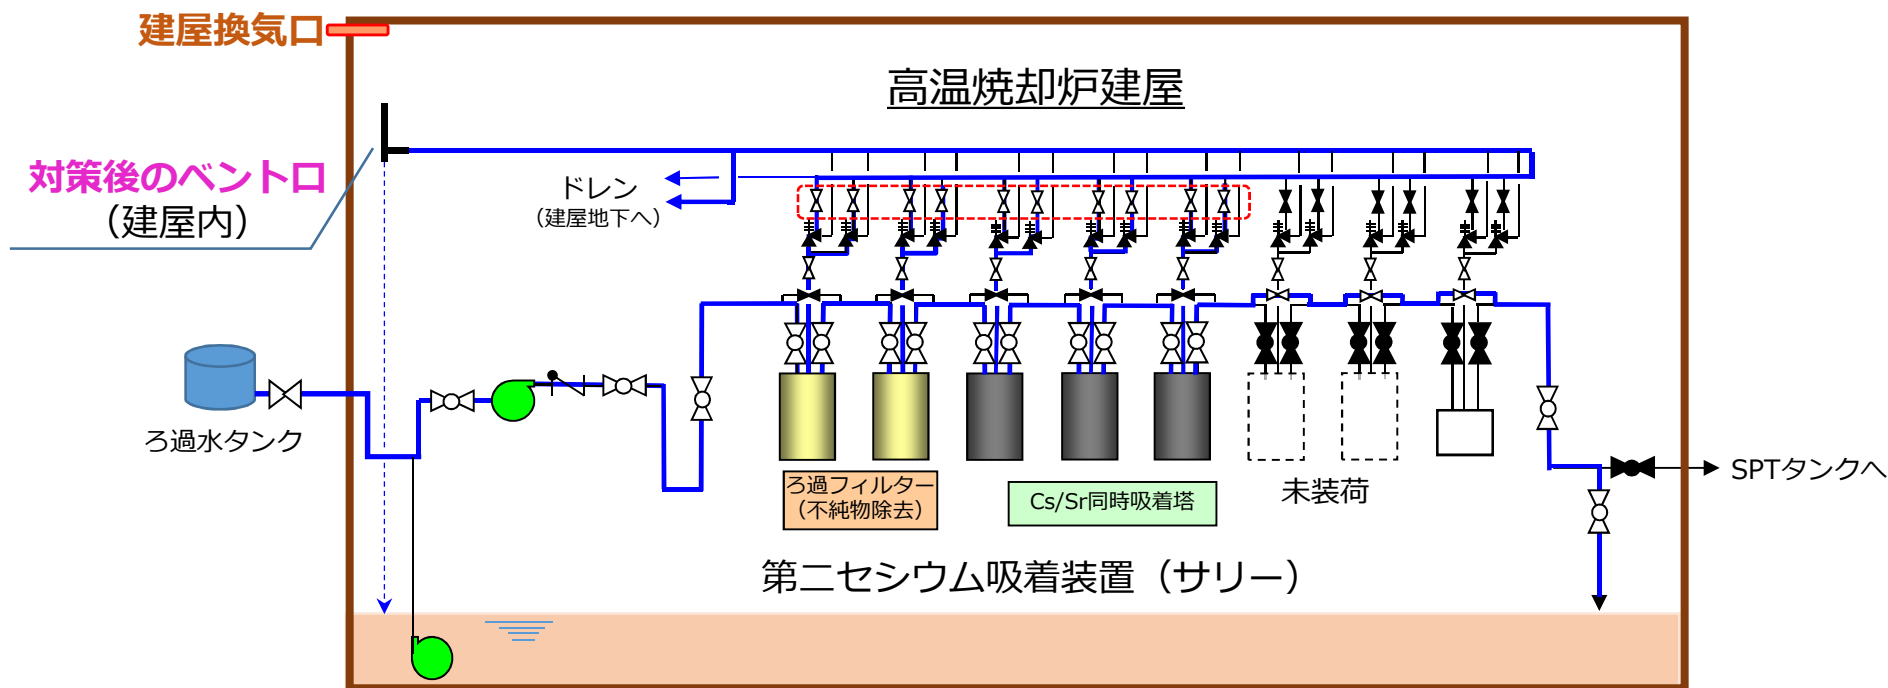 建屋換気口
高温焼却炉建屋
対策後のベント口
（建屋内）
ドレン
（建屋地下へ）
ろ過水タンク
ろ過フィルター
（不純物除去）
Cs/Sr同時吸着塔
未装荷
SPTタンクへ
第二セシウム吸着装置（サリー）